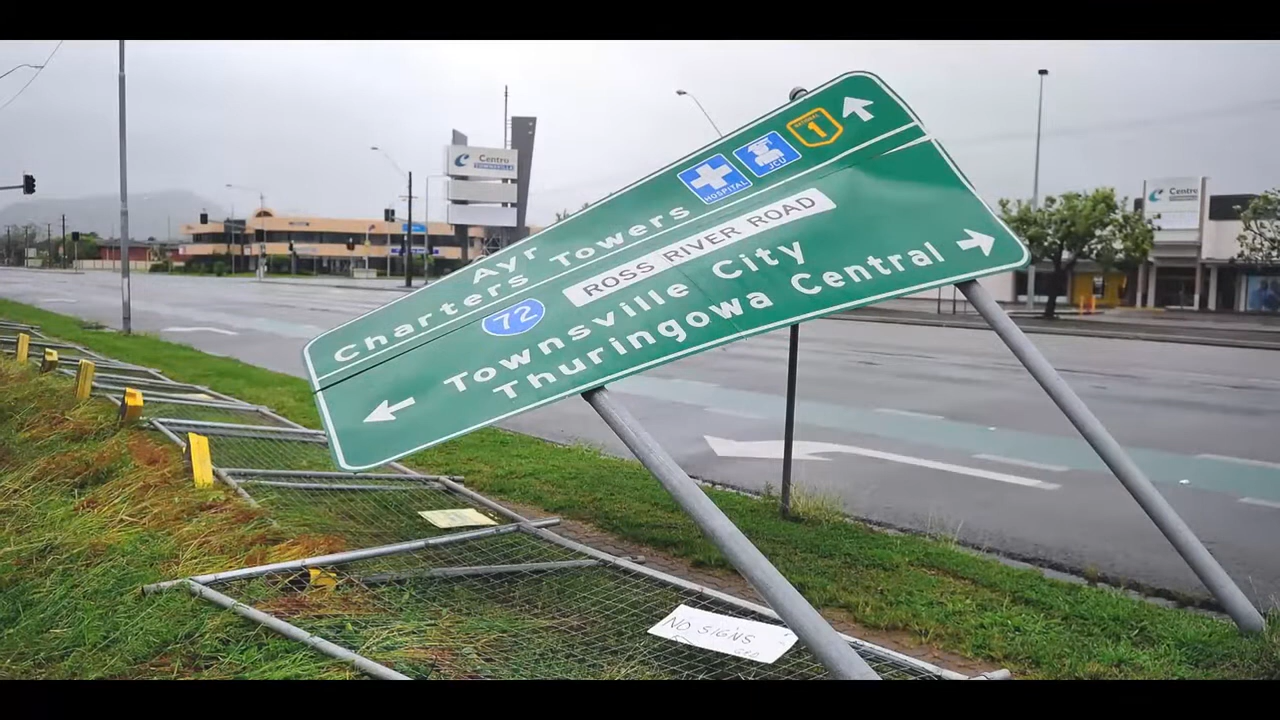 Ayr
Charters Towers
HOSPITAL
JCU
NATIONAL
1
ROSS RIVER ROAD
72
Townsville City
Thuringowa Central
Centro
TOWNSVILLE
Centro
NO SIGNS